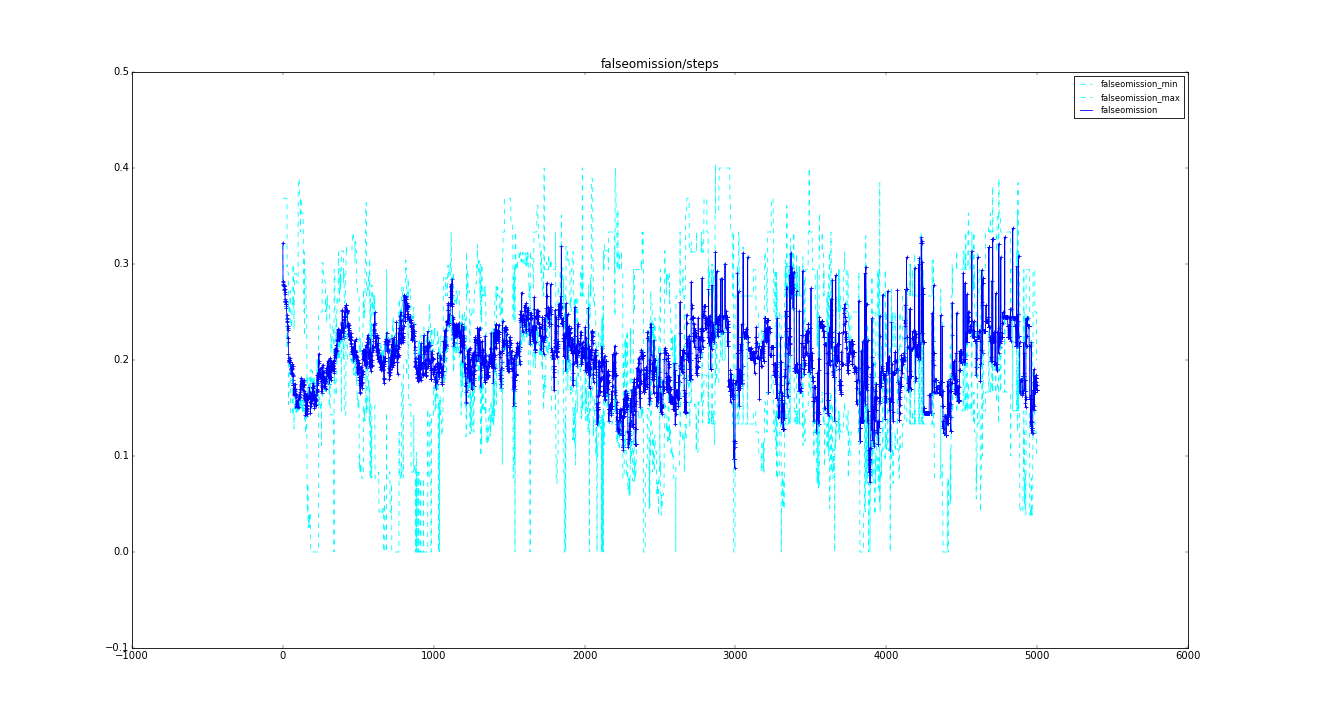 falseomission/steps
0.5
falseomission_min
falseomission_max
falseomission
0.4
0.3
0.2
0.1
0.0
−0.1
−1000 0 1000 2000 3000 4000 5000 6000